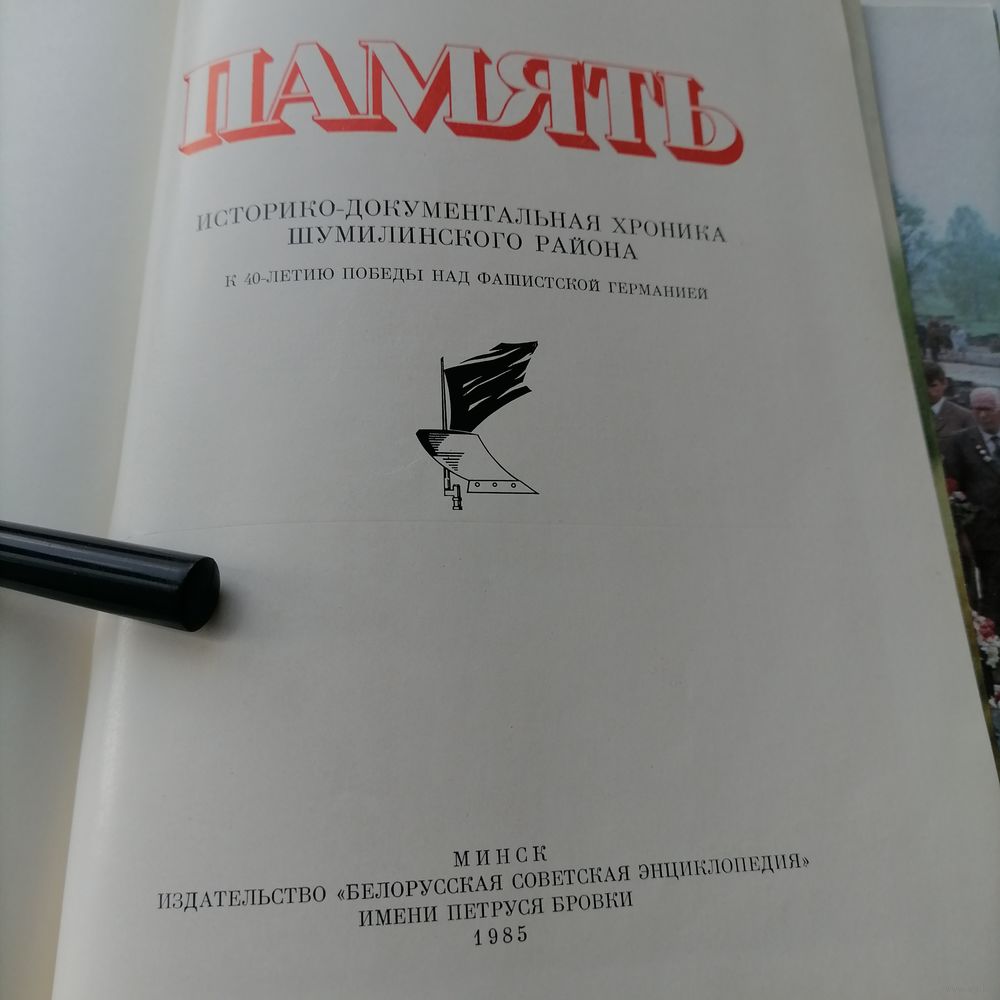 ПАМЯТЬ
ИСТОРИКО-ДОКУМЕНТАЛЬНАЯ ХРОНИКА
ШУМИЛИНСКОГО РАЙОНА
К 40-ЛЕТИЮ ПОБЕДЫ НАД ФАШИСТСКОЙ ГЕРМАНИЕЙ
МИНСК
ИЗДАТЕЛЬСТВО «БЕЛОРУССКАЯ СОВЕТСКАЯ ЭНЦИКЛОПЕДИЯ»
ИМЕНИ ПЕТРУСЯ БРОВКИ
1985